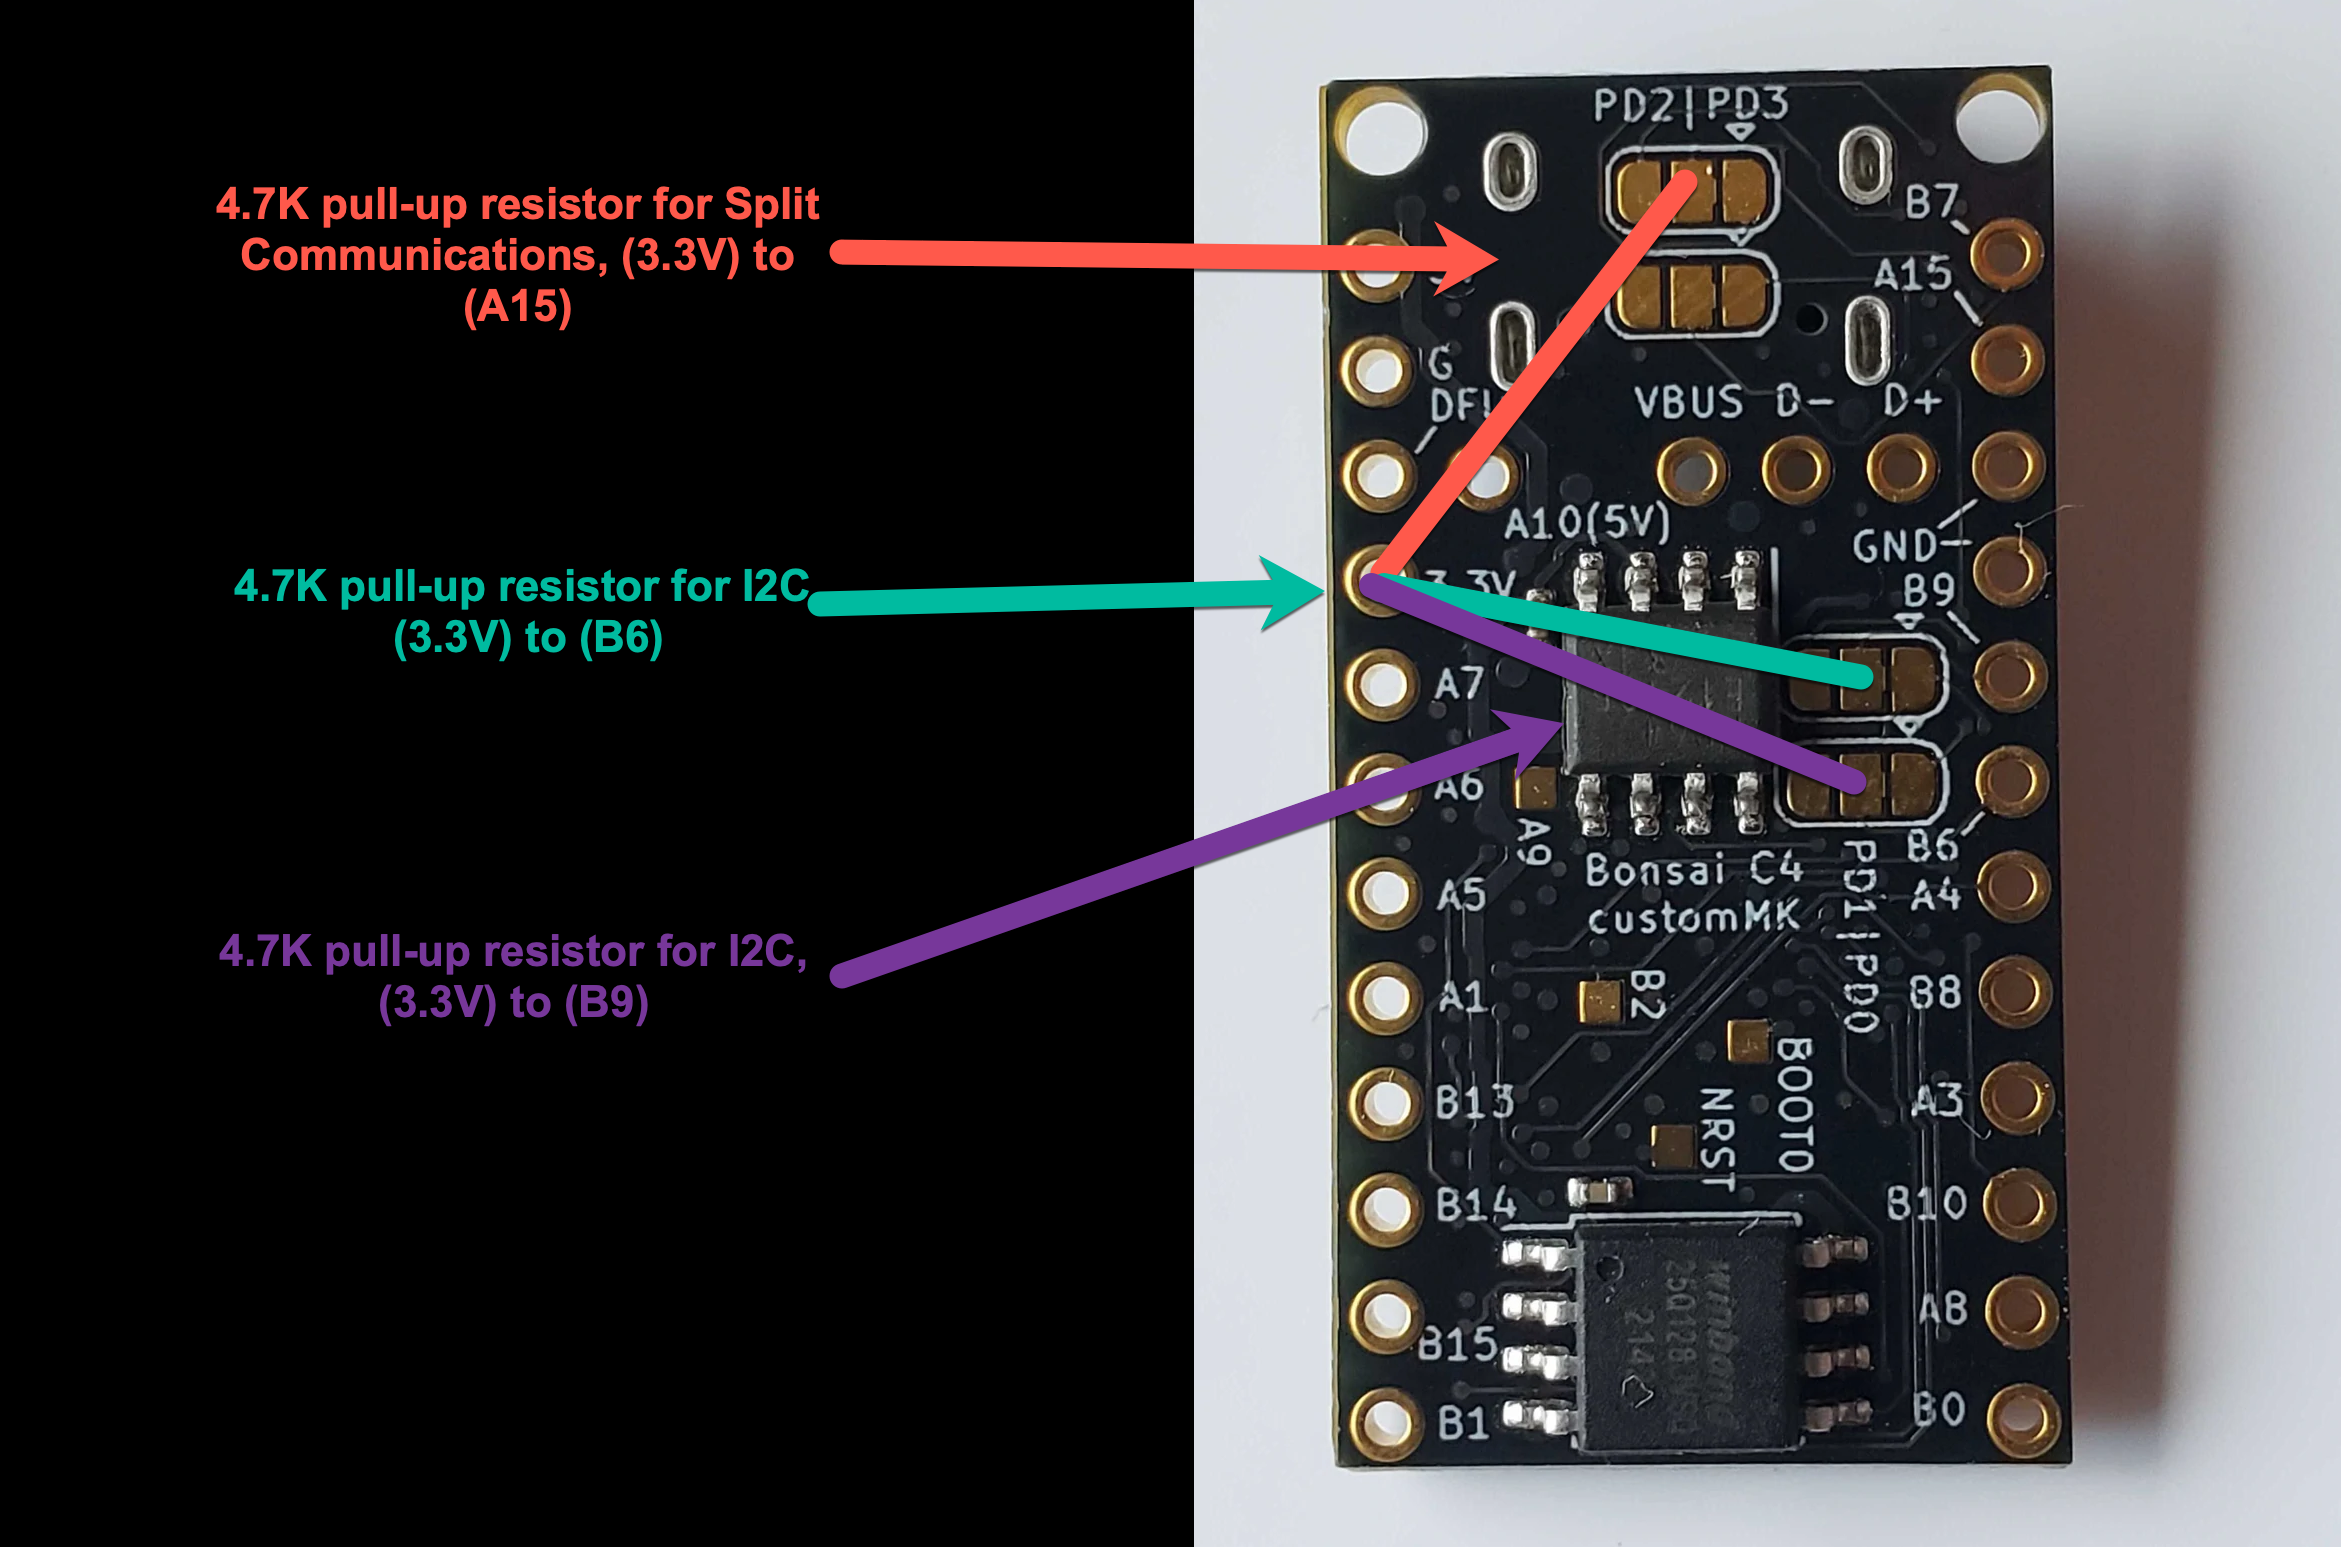 4.7K pull-up resistor for Split
Communications, (3.3V) to
(A15)
4.7K pull-up resistor for I2C
(3.3V) to (B6)
4.7K pull-up resistor for I2C,
(3.3V) to (B9)
PD2|PD3
B7
A15
G
VBUS D- D+
A10(5V)
GND
3.3V
B9
A7
A6
A9
B6
Bonsai C4
customMK
PD1|PD0
A5
A4
A1
B2
B8
BOOT0
B13
NRST
A3
B14
B10
winbond
B15
A8
B1
B0